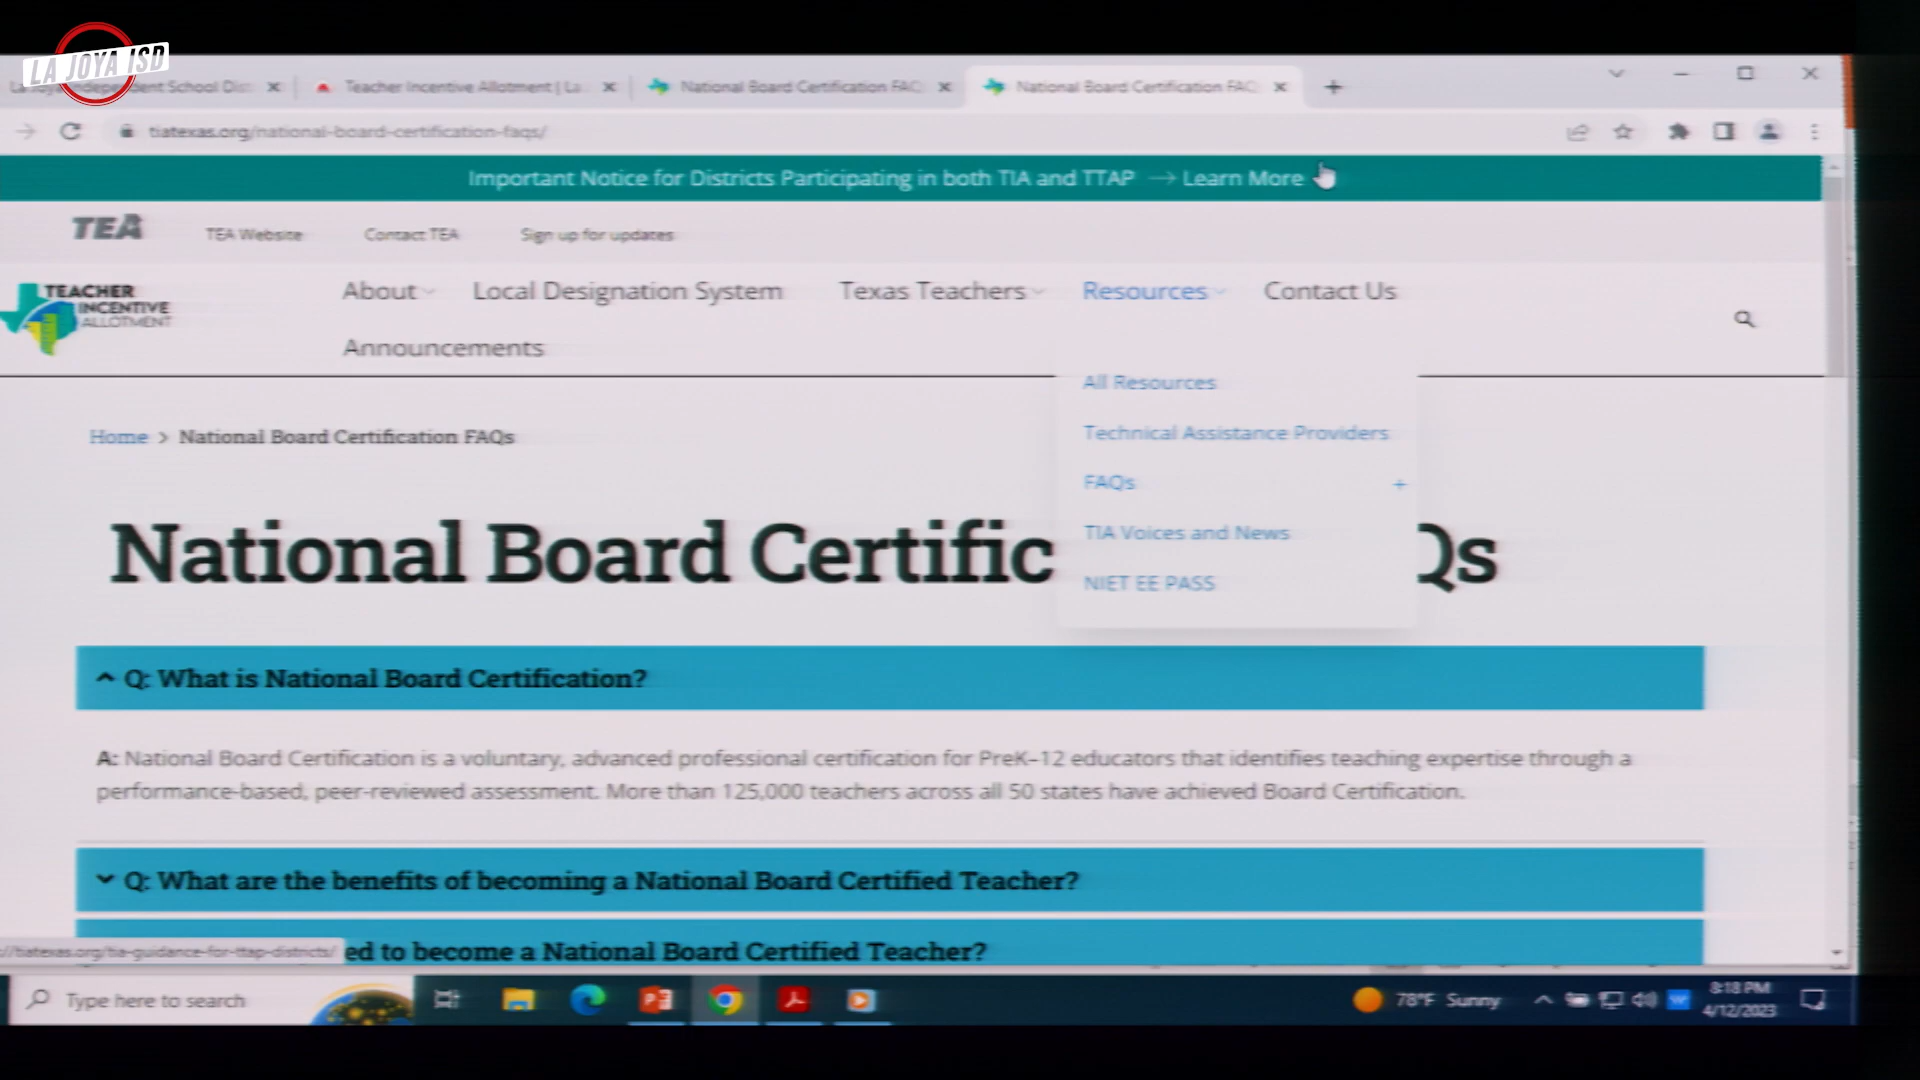 LA JOYA ISD
Teacher Incentive Allotment | La
National Board Certification FAQ
National Board Certification FAQ
tiatexas.org/national-board-certification-faqs/
Important Notice for Districts Participating in both TIA and TTAP → Learn More
TEA
TEA Website
Contact TEA
Sign up for updates
TEACHER
INCENTIVE
ALLOTMENT
About
Local Designation System
Texas Teachers
Resources
Contact Us
Announcements
All Resources
Technical Assistance Providers
FAQs +
TIA Voices and News
NIET EE PASS
Home > National Board Certification FAQs
National Board Certific Qs
Q: What is National Board Certification?
A: National Board Certification is a voluntary, advanced professional certification for PreK–12 educators that identifies teaching expertise through a
performance-based, peer-reviewed assessment. More than 125,000 teachers across all 50 states have achieved Board Certification.
Q: What are the benefits of becoming a National Board Certified Teacher?
ed to become a National Board Certified Teacher?
//tiatexas.org/tia-guidance-for-ttap-districts/
Type here to search
78°F Sunny
8:18 PM
4/12/2023